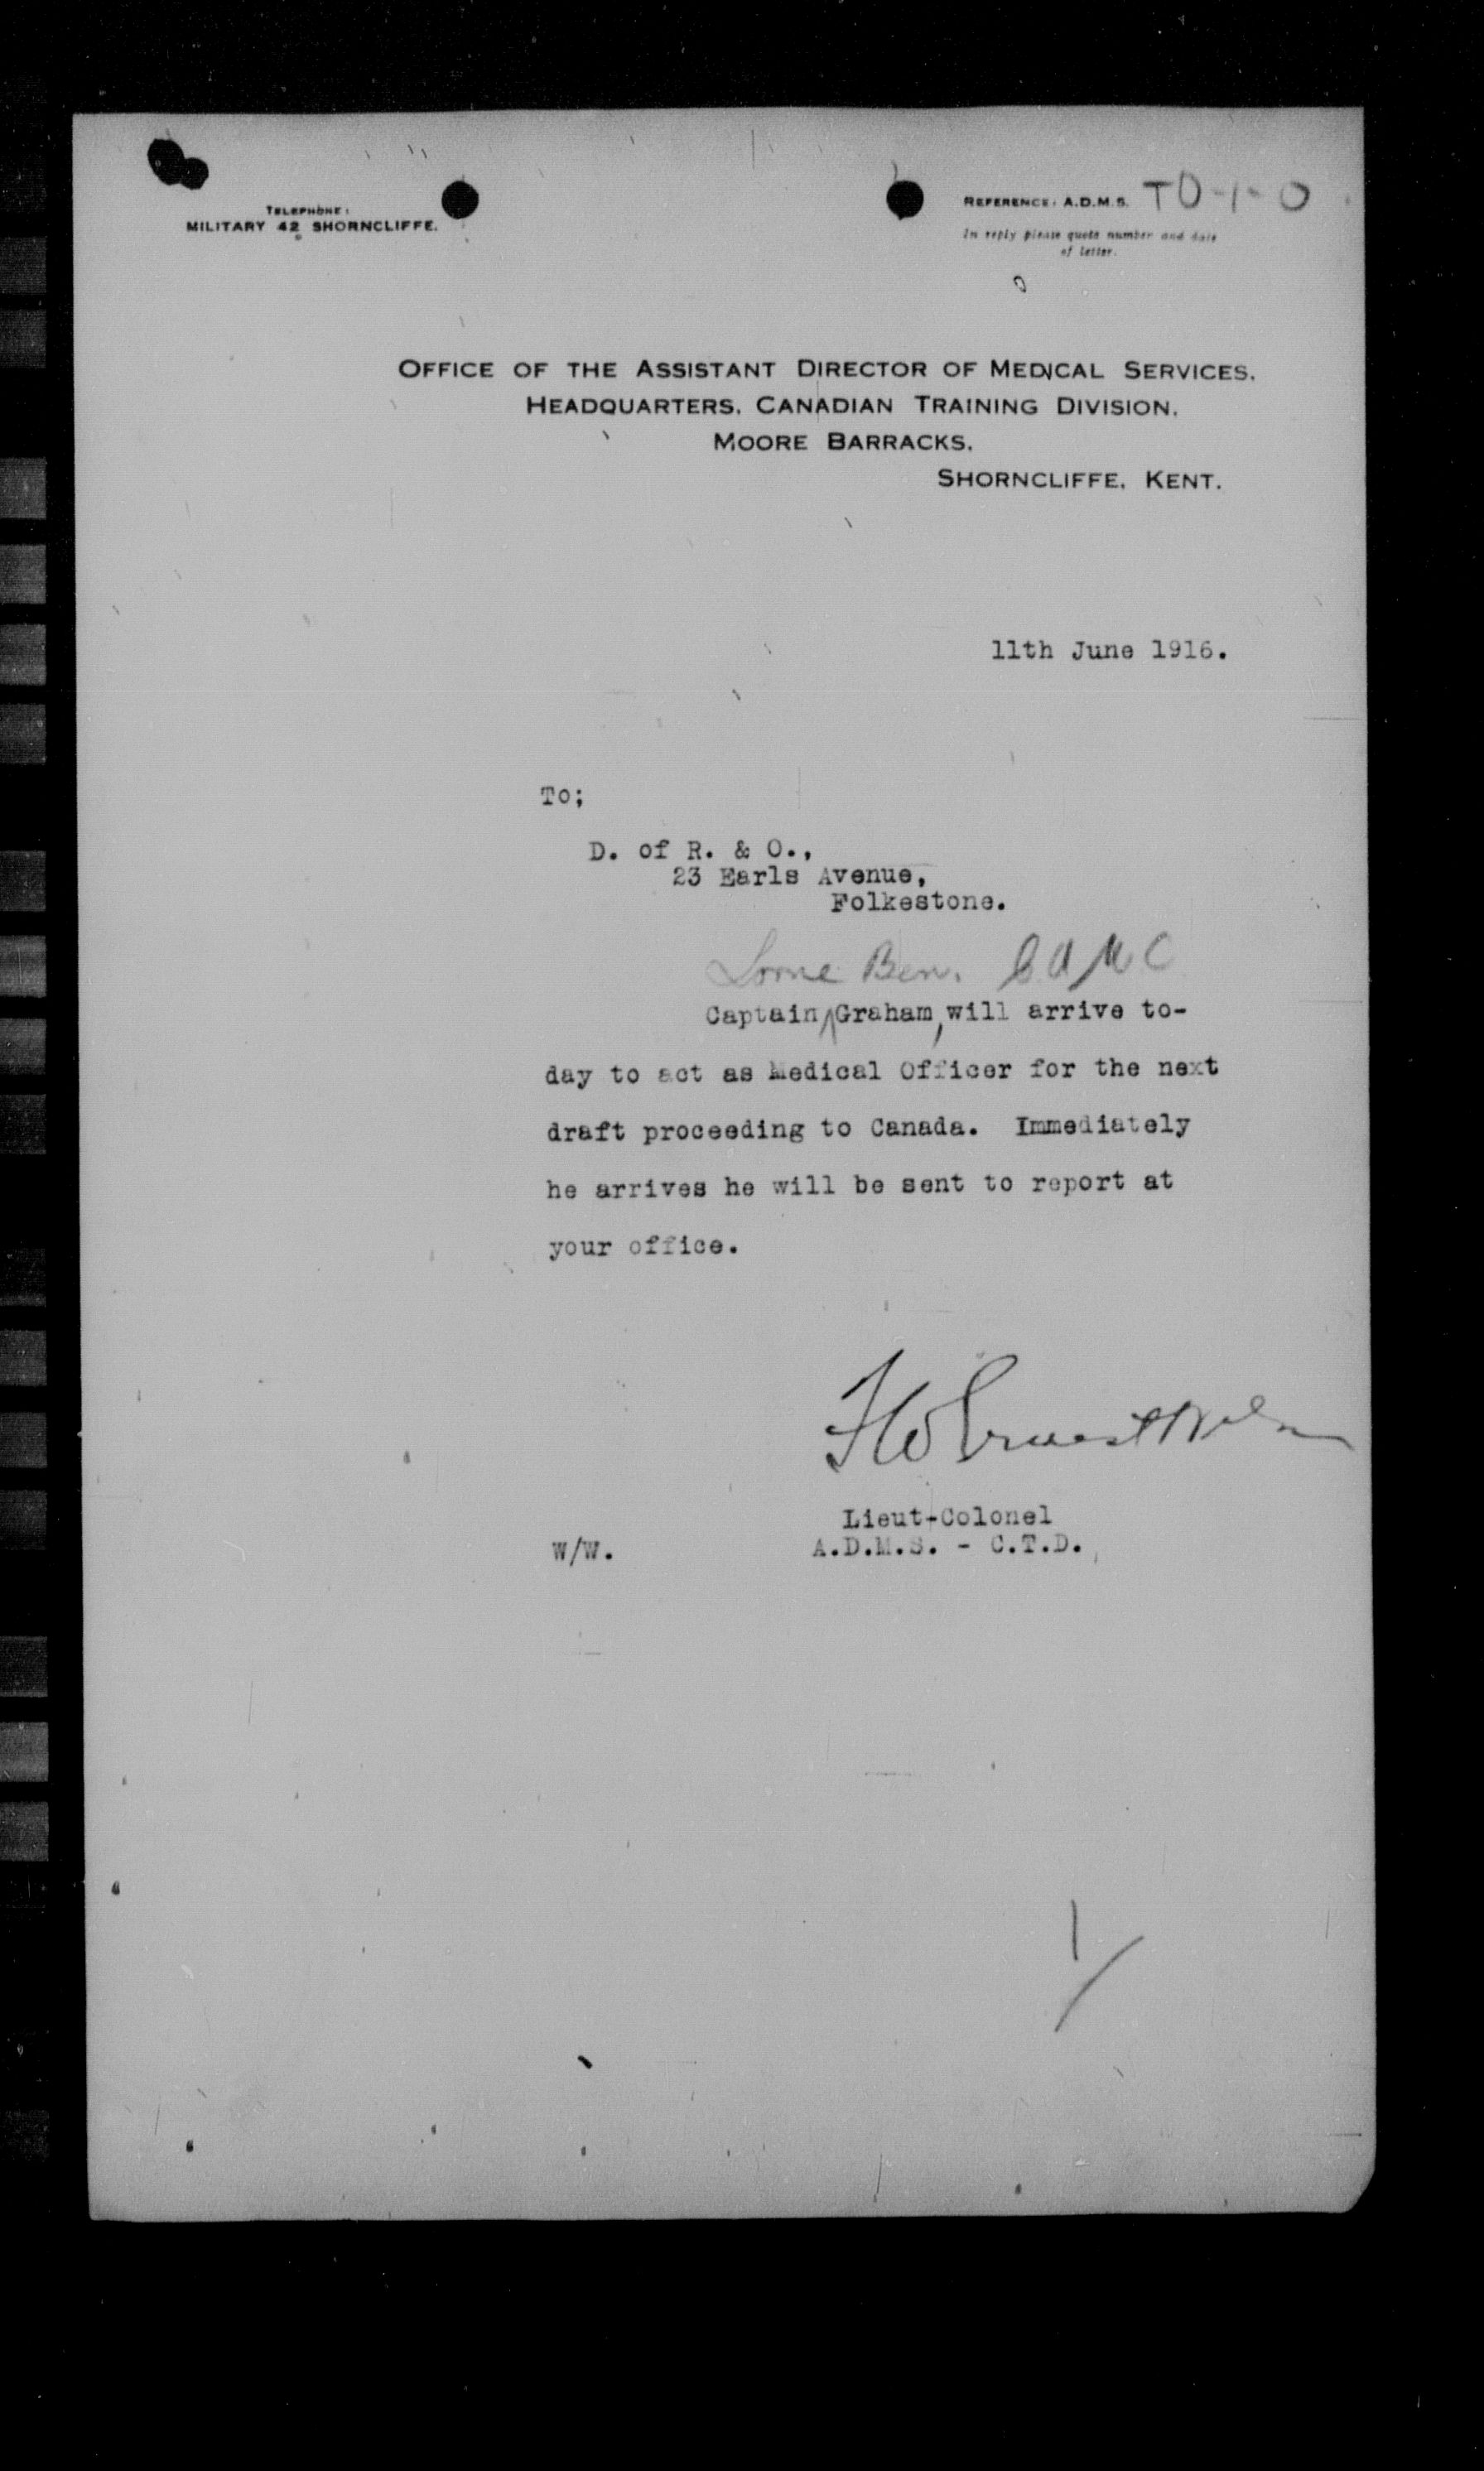 TELEPHONE:
MILITARY 42 SHORNCLIFFE.
REFERENCE: A.D.M.S. TO-1-0
In reply please quote number and date
of letter.
OFFICE OF THE ASSISTANT DIRECTOR OF MEDICAL SERVICES,
HEADQUARTERS, CANADIAN TRAINING DIVISION,
MOORE BARRACKS,
SHORNCLIFFE, KENT.
11th June 1916.
To;
D. of R. & O.,
23 Earls Avenue,
Folkestone.
Lorne Ben. C A M C
Captain Graham, will arrive to-
day to act as Medical Officer for the next
draft proceeding to Canada. Immediately
he arrives he will be sent to report at
your office.
Lieut-Colonel
W/W. A.D.M.S. - C.T.D.
1/